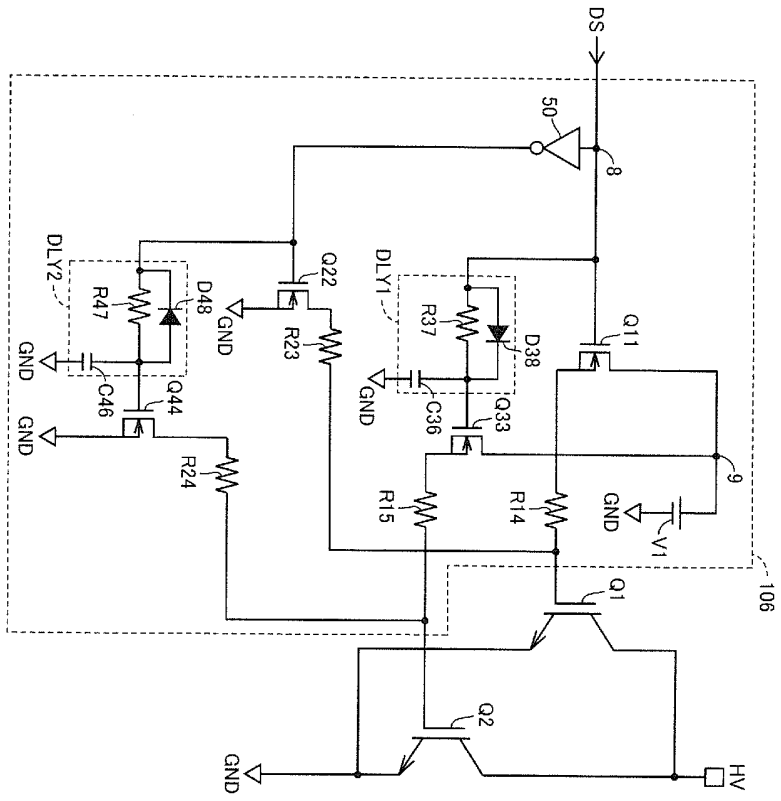 106
HV
9
V1
Q11
8
GND
Q1
DS
50
D38
R14
Q33
Q2
R37
C36
DLY1
R15
GND
Q22
R23
GND
GND
R24
D48
Q44
R47
C46
DLY2
GND
GND